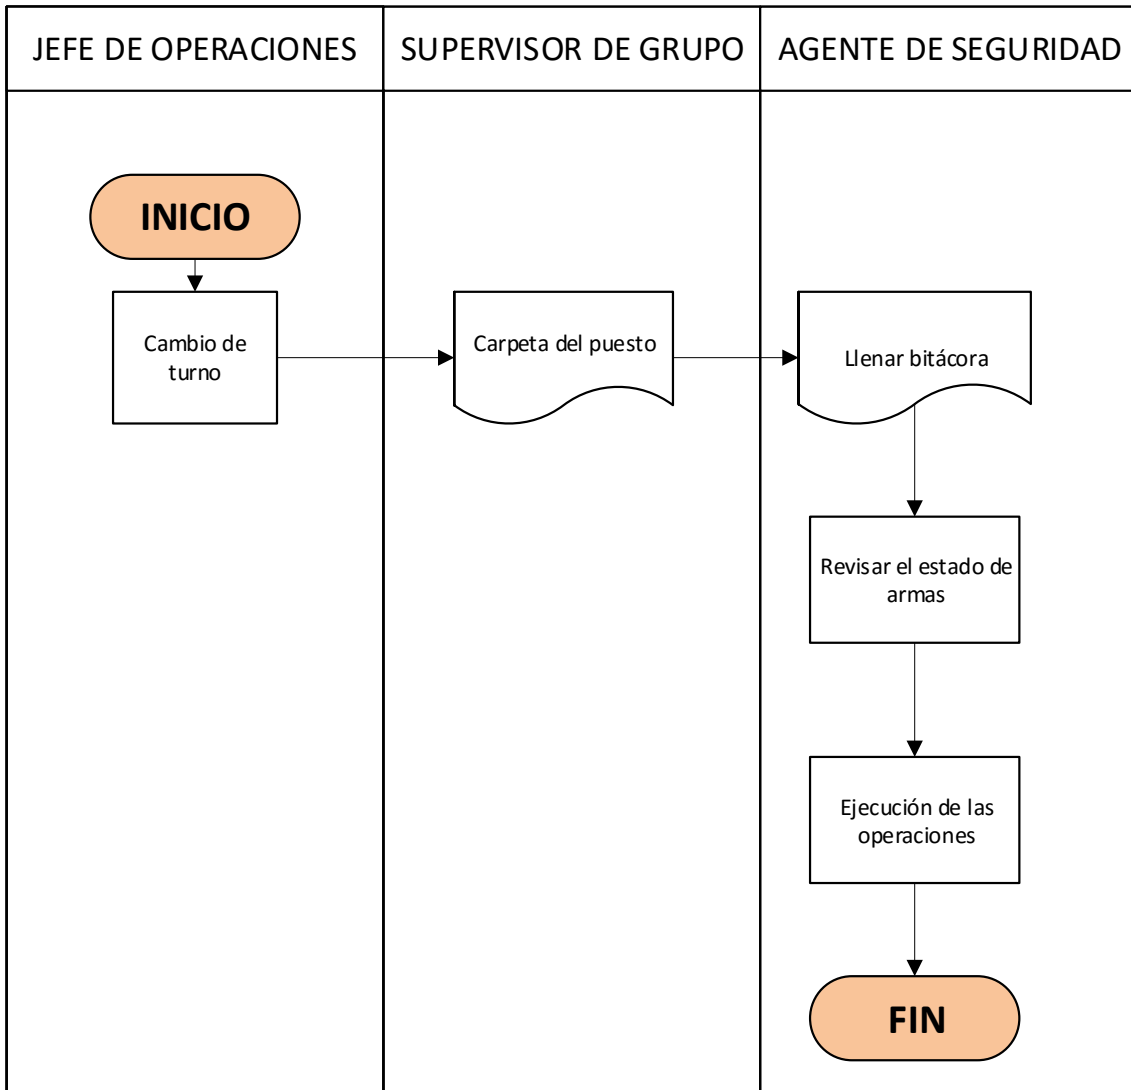 JEFE DE OPERACIONES
SUPERVISOR DE GRUPO
AGENTE DE SEGURIDAD
INICIO
Cambio de
turno
Carpeta del puesto
Llenar bitácora
Revisar el estado de
armas
Ejecución de las
operaciones
FIN